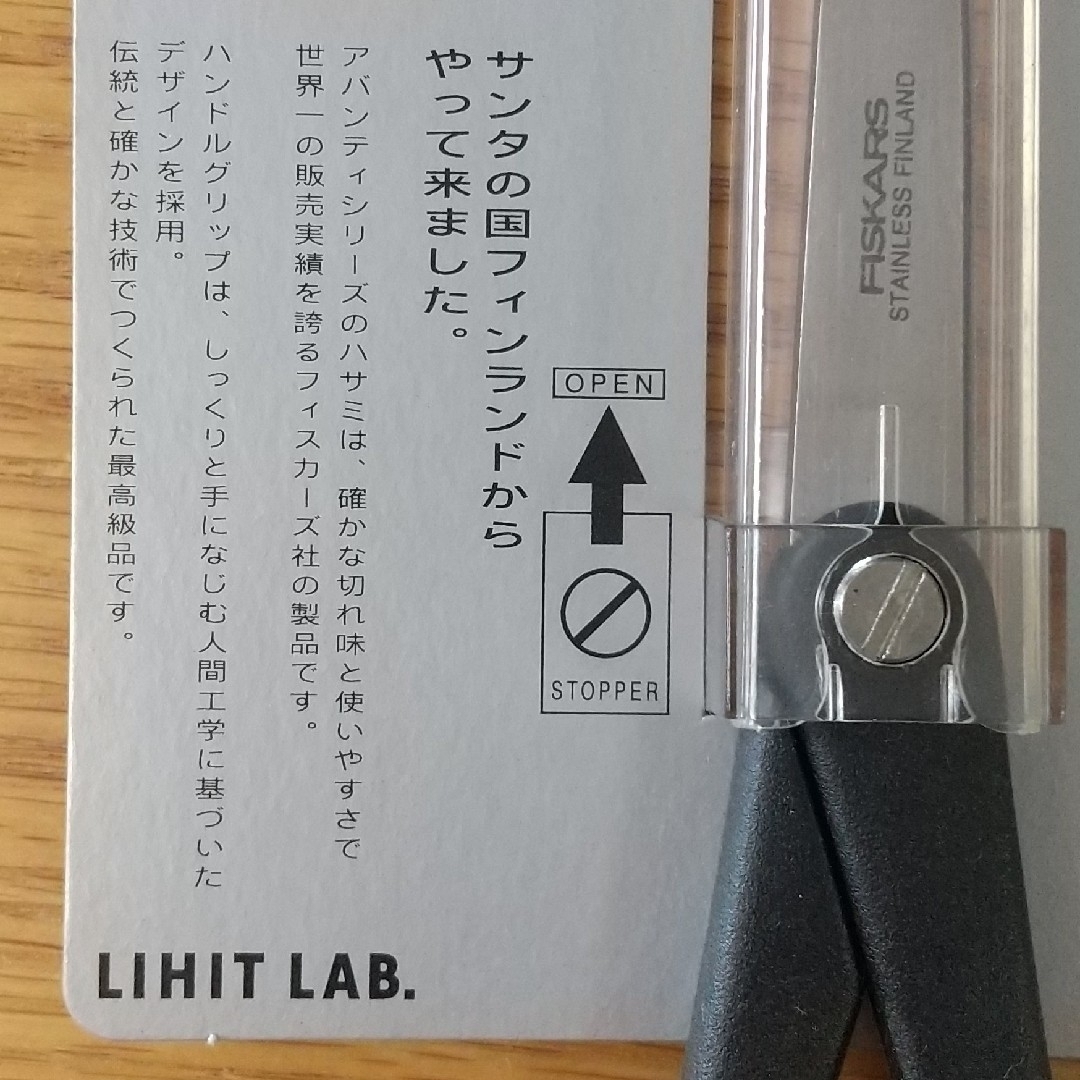 サンタの国フィンランドから
やって来ました。
アバンティシリーズのハサミは、確かな切れ味と使いやすさで
世界一の販売実績を誇るフィスカーズ社の製品です。
ハンドルグリップは、しっくりと手になじむ人間工学に基づいた
デザインを採用。
伝統と確かな技術でつくられた最高級品です。
OPEN
STOPPER
FISKARS
STAINLESS FINLAND
LIHIT LAB.